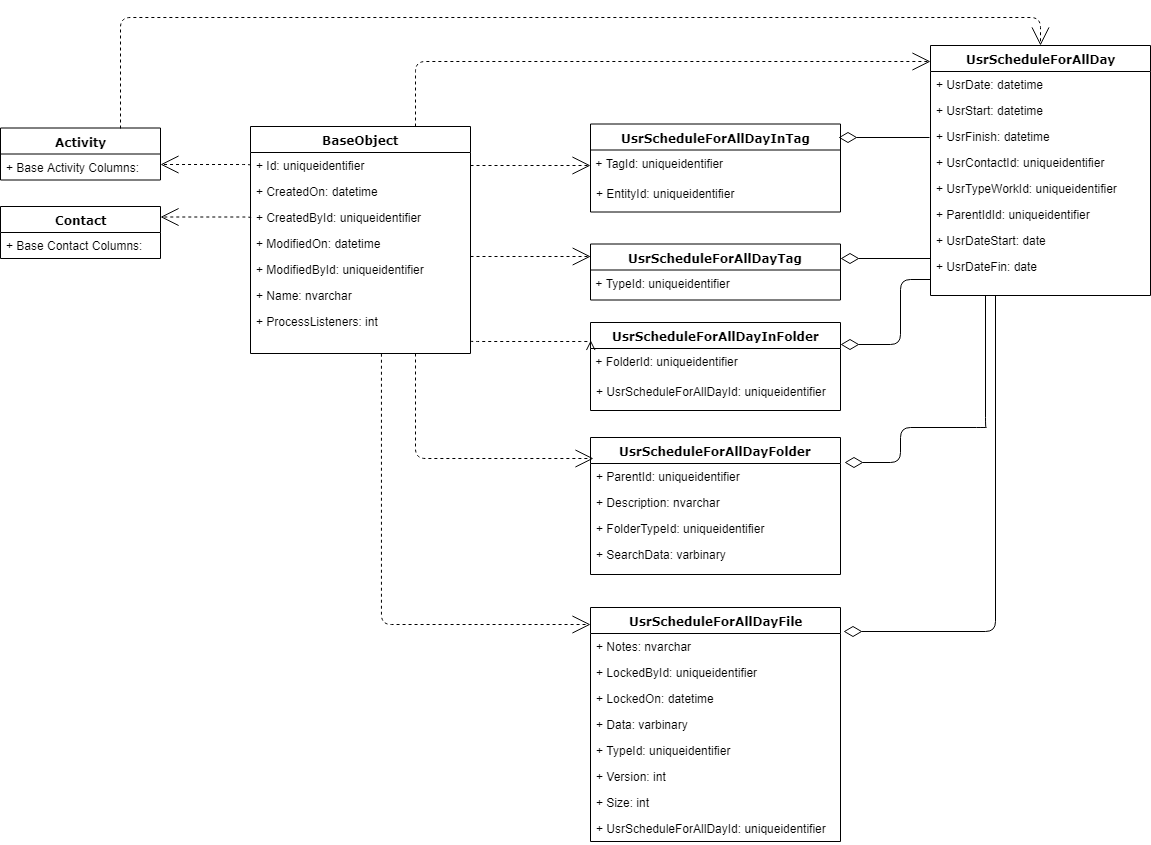 Activity
+ Base Activity Columns:
Contact
+ Base Contact Columns:
BaseObject
+ Id: uniqueidentifier
+ CreatedOn: datetime
+ CreatedById: uniqueidentifier
+ ModifiedOn: datetime
+ ModifiedById: uniqueidentifier
+ Name: nvarchar
+ ProcessListeners: int
UsrScheduleForAllDayInTag
+ TagId: uniqueidentifier
+ EntityId: uniqueidentifier
UsrScheduleForAllDayTag
+ TypeId: uniqueidentifier
UsrScheduleForAllDayInFolder
+ FolderId: uniqueidentifier
+ UsrScheduleForAllDayId: uniqueidentifier
UsrScheduleForAllDayFolder
+ ParentId: uniqueidentifier
+ Description: nvarchar
+ FolderTypeId: uniqueidentifier
+ SearchData: varbinary
UsrScheduleForAllDayFile
+ Notes: nvarchar
+ LockedById: uniqueidentifier
+ LockedOn: datetime
+ Data: varbinary
+ TypeId: uniqueidentifier
+ Version: int
+ Size: int
+ UsrScheduleForAllDayId: uniqueidentifier
UsrScheduleForAllDay
+ UsrDate: datetime
+ UsrStart: datetime
+ UsrFinish: datetime
+ UsrContactId: uniqueidentifier
+ UsrTypeWorkId: uniqueidentifier
+ ParentIdId: uniqueidentifier
+ UsrDateStart: date
+ UsrDateFin: date